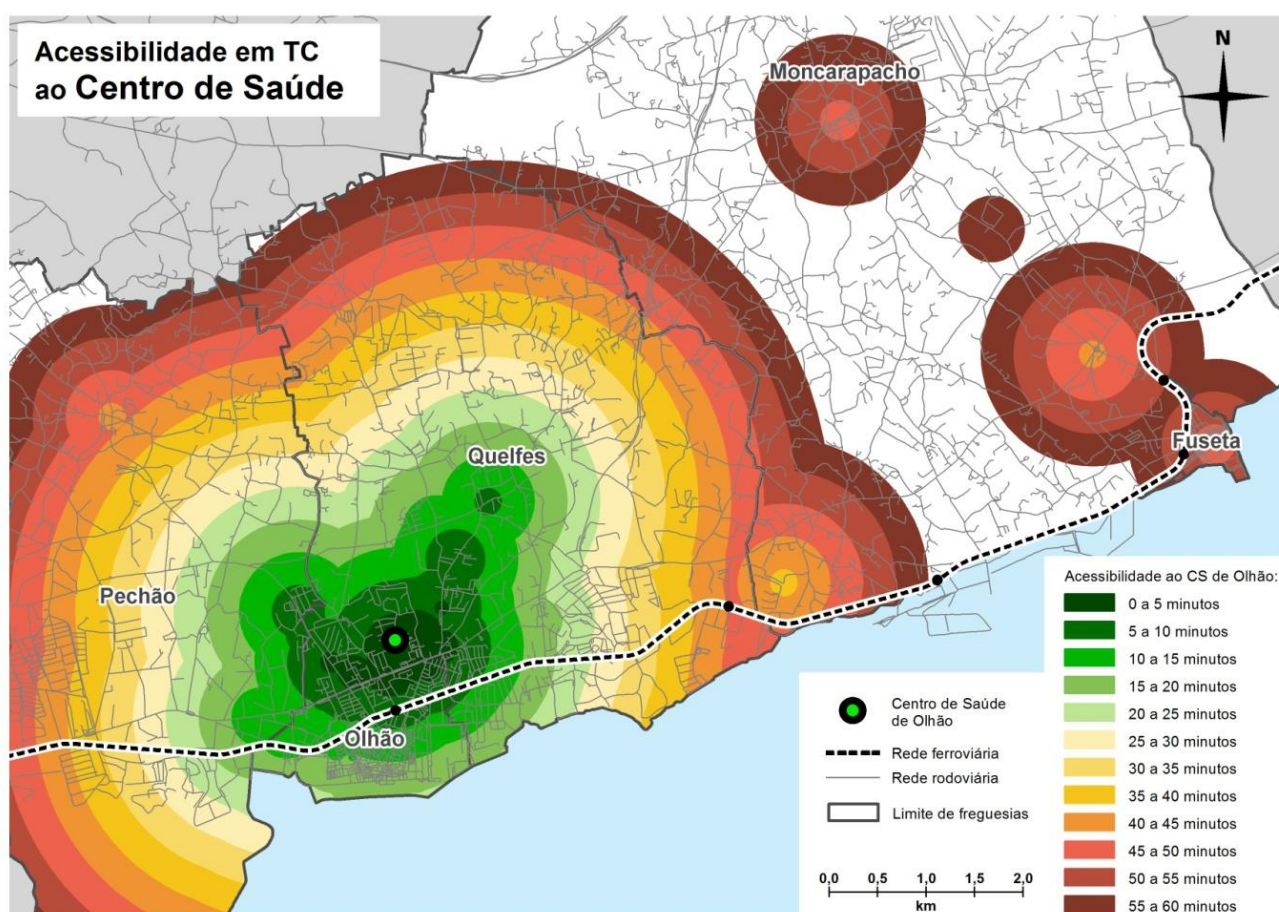 Acessibilidade em TC
ao Centro de Saúde
N
Moncarapacho
Quelfes
Fuseta
Pechão
Olhão
Centro de Saúde
de Olhão
Rede ferroviária
Rede rodoviária
Limite de freguesias
0,0 0,5 1,0 1,5 2,0
km
Acessibilidade ao CS de Olhão:
0 a 5 minutos
5 a 10 minutos
10 a 15 minutos
15 a 20 minutos
20 a 25 minutos
25 a 30 minutos
30 a 35 minutos
35 a 40 minutos
40 a 45 minutos
45 a 50 minutos
50 a 55 minutos
55 a 60 minutos